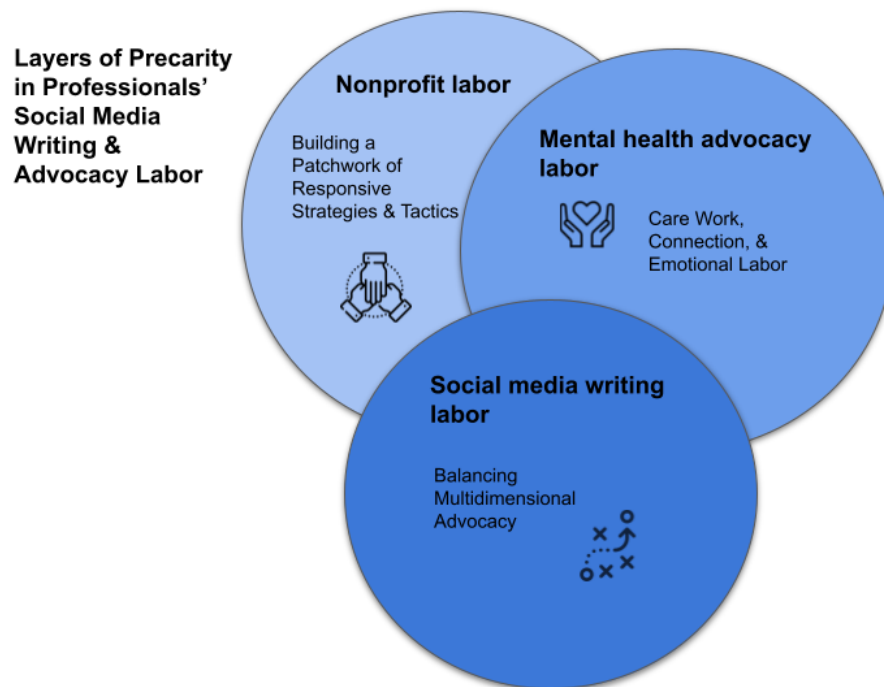 Layers of Precarity
in Professionals'
Social Media
Writing &
Advocacy Labor
Nonprofit labor
Building a
Patchwork of
Responsive
Strategies & Tactics
Mental health advocacy
labor
Care Work,
Connection, &
Emotional Labor
Social media writing
labor
Balancing
Multidimensional
Advocacy